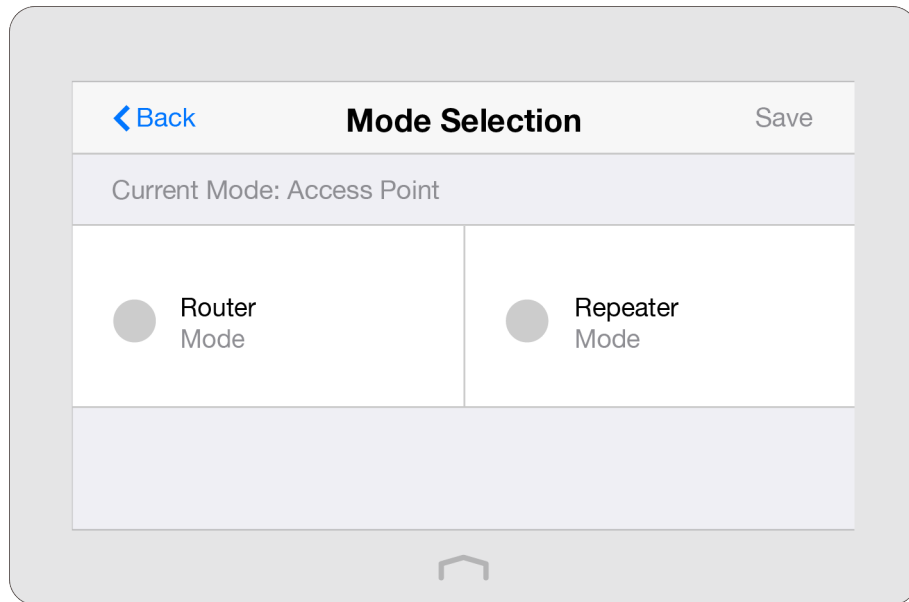 Back
Mode Selection
Save
Current Mode: Access Point
Router
Mode
Repeater
Mode